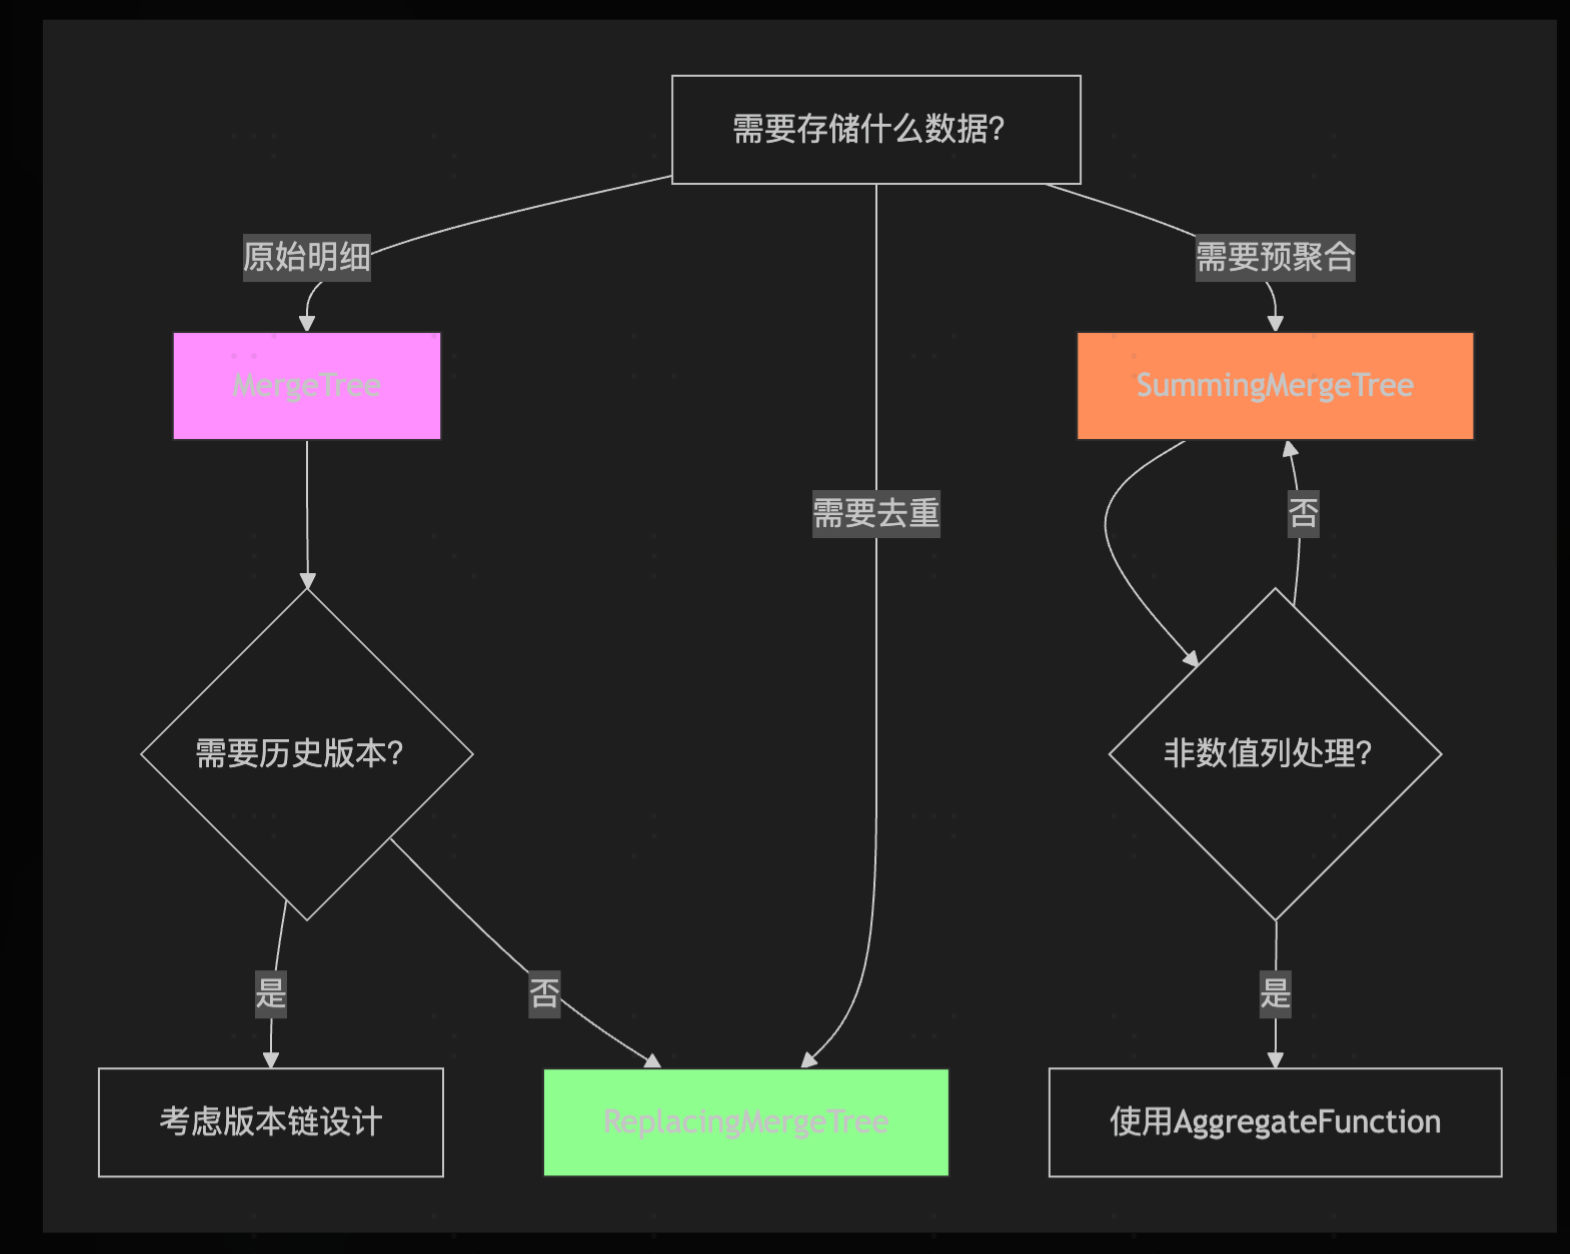 需要存储什么数据?
原始明细
需要预聚合
MergeTree
SummingMergeTree
需要去重
否
需要历史版本?
非数值列处理?
是
否
是
考虑版本链设计
ReplacingMergeTree
使用AggregateFunction